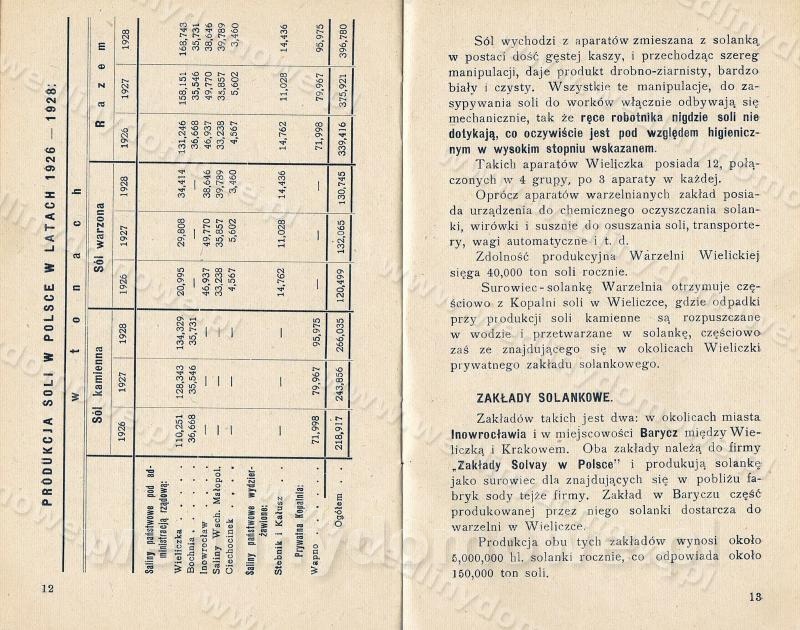 PRODUKCJA SOLI W POLSCE W LATACH 1926 — 1928:
w tonach
Sól kamienna Sól warzona Razem
1926 1927 1928 1926 1927 1928 1926 1927 1928
Saliny państwowe pod ad-
ministracją rządową:
Wieliczka . . . . 110,251 128,343 134,329 20,995 29,808 34,414 131,246 158,151 168,743
Bochnia . . . . 36,668 35,546 35,731 — — — 36,668 35,546 35,731
Inowrocław . . . . — — — 46,937 49,770 38,646 46,937 49,770 38,646
Saliny Wsch. Małopol. — — — 33,238 35,857 39,789 33,238 35,857 39,789
Ciechocinek . . . . — — — 4,567 5,602 3,460 4,567 5,602 3,460
Saliny państwowe wydzier-
żawione:
Stebnik i Kałusz . . — — — 14,762 11,028 14,436 14,762 11,028 14,436
Prywatna Kopalnia:
Wapno . . . . . . 71,998 79,967 95,975 — — — 71,998 79,967 95,975
Ogółem . . . 218,917 243,856 266,035 120,499 132,065 130,745 339,416 375,921 396,780
12
Sól wychodzi z aparatów zmieszana z solanką
w postaci dość gęstej kaszy, i przechodząc szereg
manipulacji, daje produkt drobno-ziarnisty, bardzo
biały i czysty. Wszystkie te manipulacje, do za-
sypywania soli do worków włącznie odbywają się
mechanicznie, tak że ręce robotnika nigdzie soli nie
dotykają, co oczywiście jest pod względem higienicz-
nym w wysokim stopniu wskazanem.
Takich aparatów Wieliczka posiada 12, połą-
czonych w 4 grupy, po 3 aparaty w każdej.
Oprócz aparatów warzelnianych zakład posia-
da urządzenia do chemicznego oczyszczania solan-
ki, wirówki i susznie do osuszania soli, transporte-
ry, wagi automatyczne i t. d.
Zdolność produkcyjna Warzelni Wielickiej
sięga 40,000 ton soli rocznie.
Surowiec-solankę Warzelnia otrzymuje czę-
ściowo z Kopalni soli w Wieliczce, gdzie odpadki
przy produkcji soli kamienne są rozpuszczane
w wodzie i przetwarzane w solankę, częściowo
zaś ze znajdującego się w okolicach Wieliczki
prywatnego zakładu solankowego.
ZAKŁADY SOLANKOWE.
Zakładów takich jest dwa: w okolicach miasta
Inowrocławia i w miejscowości Barycz między Wie-
liczką i Krakowem. Oba zakłady należą do firmy
„Zakłady Solvay w Polsce" i produkują solankę
jako surowiec dla znajdujących się w pobliżu fa-
bryk sody tejże firmy. Zakład w Baryczu część
produkowanej przez niego solanki dostarcza do
warzelni w Wieliczce.
Produkcja obu tych zakładów wynosi około
5,000,000 hl. solanki rocznie, co odpowiada około
150,000 ton soli.
13